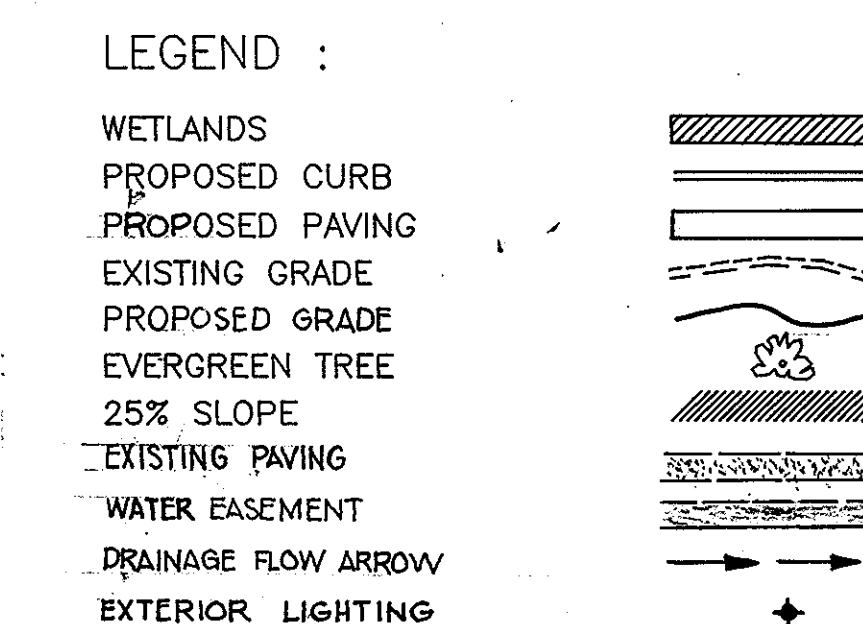 LEGEND :
WETLANDS
PROPOSED CURB
PROPOSED PAVING
EXISTING GRADE
PROPOSED GRADE
EVERGREEN TREE
25% SLOPE
EXISTING PAVING
WATER EASEMENT
DRAINAGE FLOW ARROW
EXTERIOR LIGHTING